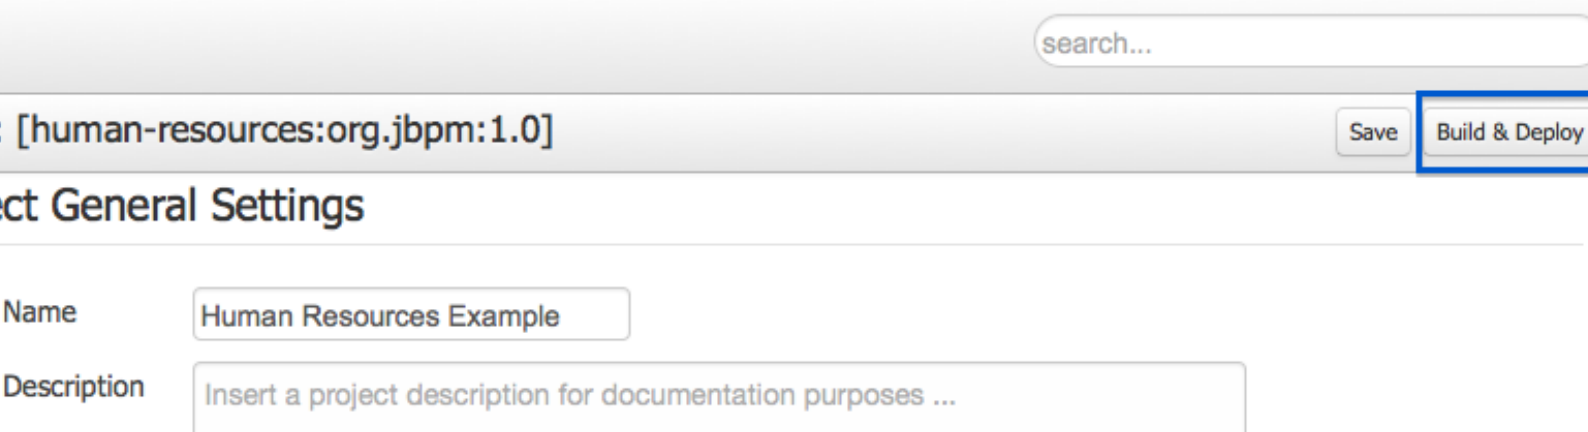 search...
: [human-resources:org.jbpm:1.0]
Save
Build & Deploy
ect General Settings
Name
Human Resources Example
Description
Insert a project description for documentation purposes ...